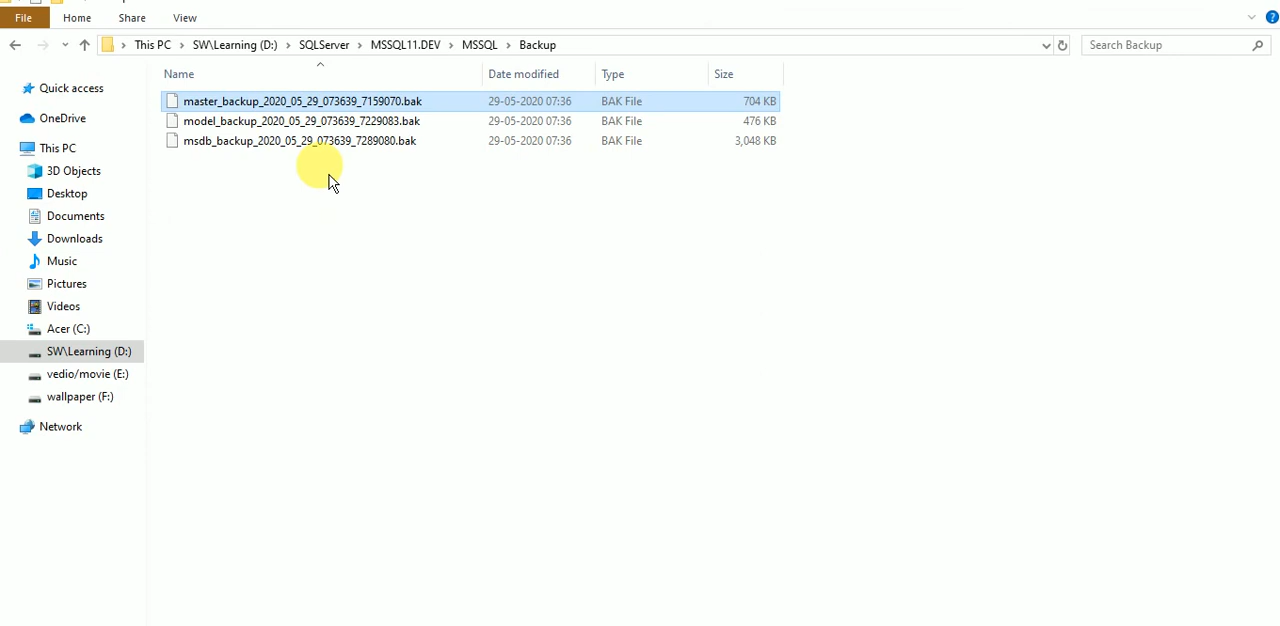 File Home Share View
This PC SW\Learning (D:) SQLServer MSSQL11.DEV MSSQL Backup Search Backup
Name Date modified Type Size
master_backup_2020_05_29_073639_7159070.bak 29-05-2020 07:36 BAK File 704 KB
model_backup_2020_05_29_073639_7229083.bak 29-05-2020 07:36 BAK File 476 KB
msdb_backup_2020_05_29_073639_7289080.bak 29-05-2020 07:36 BAK File 3,048 KB
Quick access
OneDrive
This PC
3D Objects
Desktop
Documents
Downloads
Music
Pictures
Videos
Acer (C:)
SW\Learning (D:)
vedio/movie (E:)
wallpaper (F:)
Network